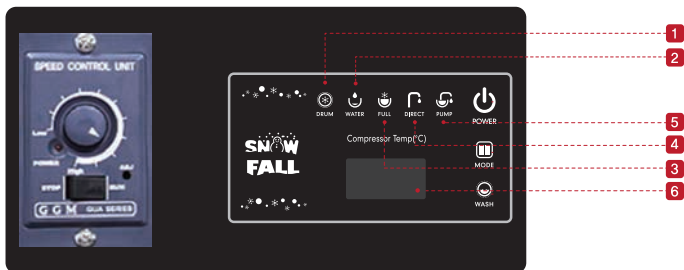 SPEED CONTROL UNIT
Low
POWER
High
ADJ
STOP
RUN
GGM
GUA SERIES
DRUM
WATER
FULL
DIRECT
PUMP
POWER
Compressor Temp(°C)
SNOW
FALL
MODE
WASH
1
2
5
4
3
6